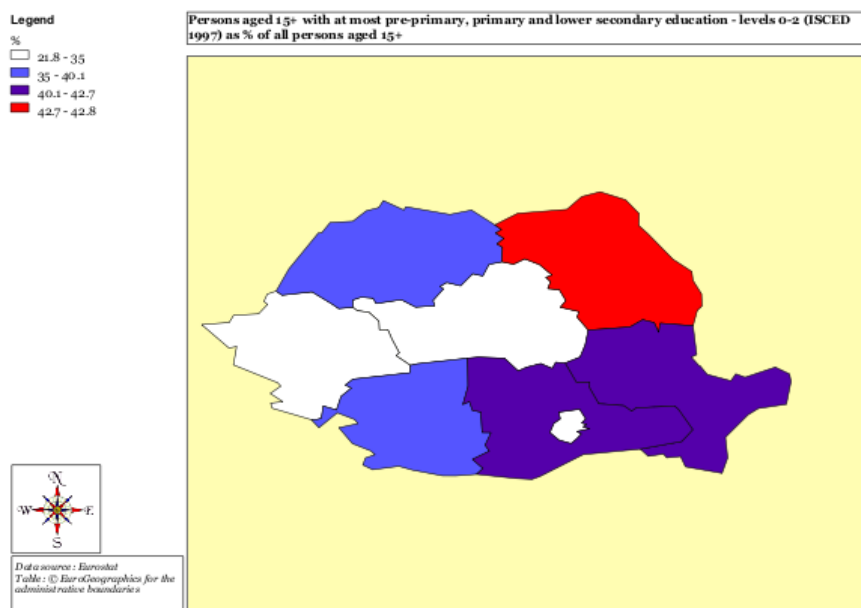 Legend
%
21.8 - 35
35 - 40.1
40.1 - 42.7
42.7 - 42.8
Persons aged 15+ with at most pre-primary, primary and lower secondary education - levels 0-2 (ISCED
1997) as % of all persons aged 15+
N
W E
S
Data source : Eurostat
Table : © EuroGeographics for the
administrative boundaries